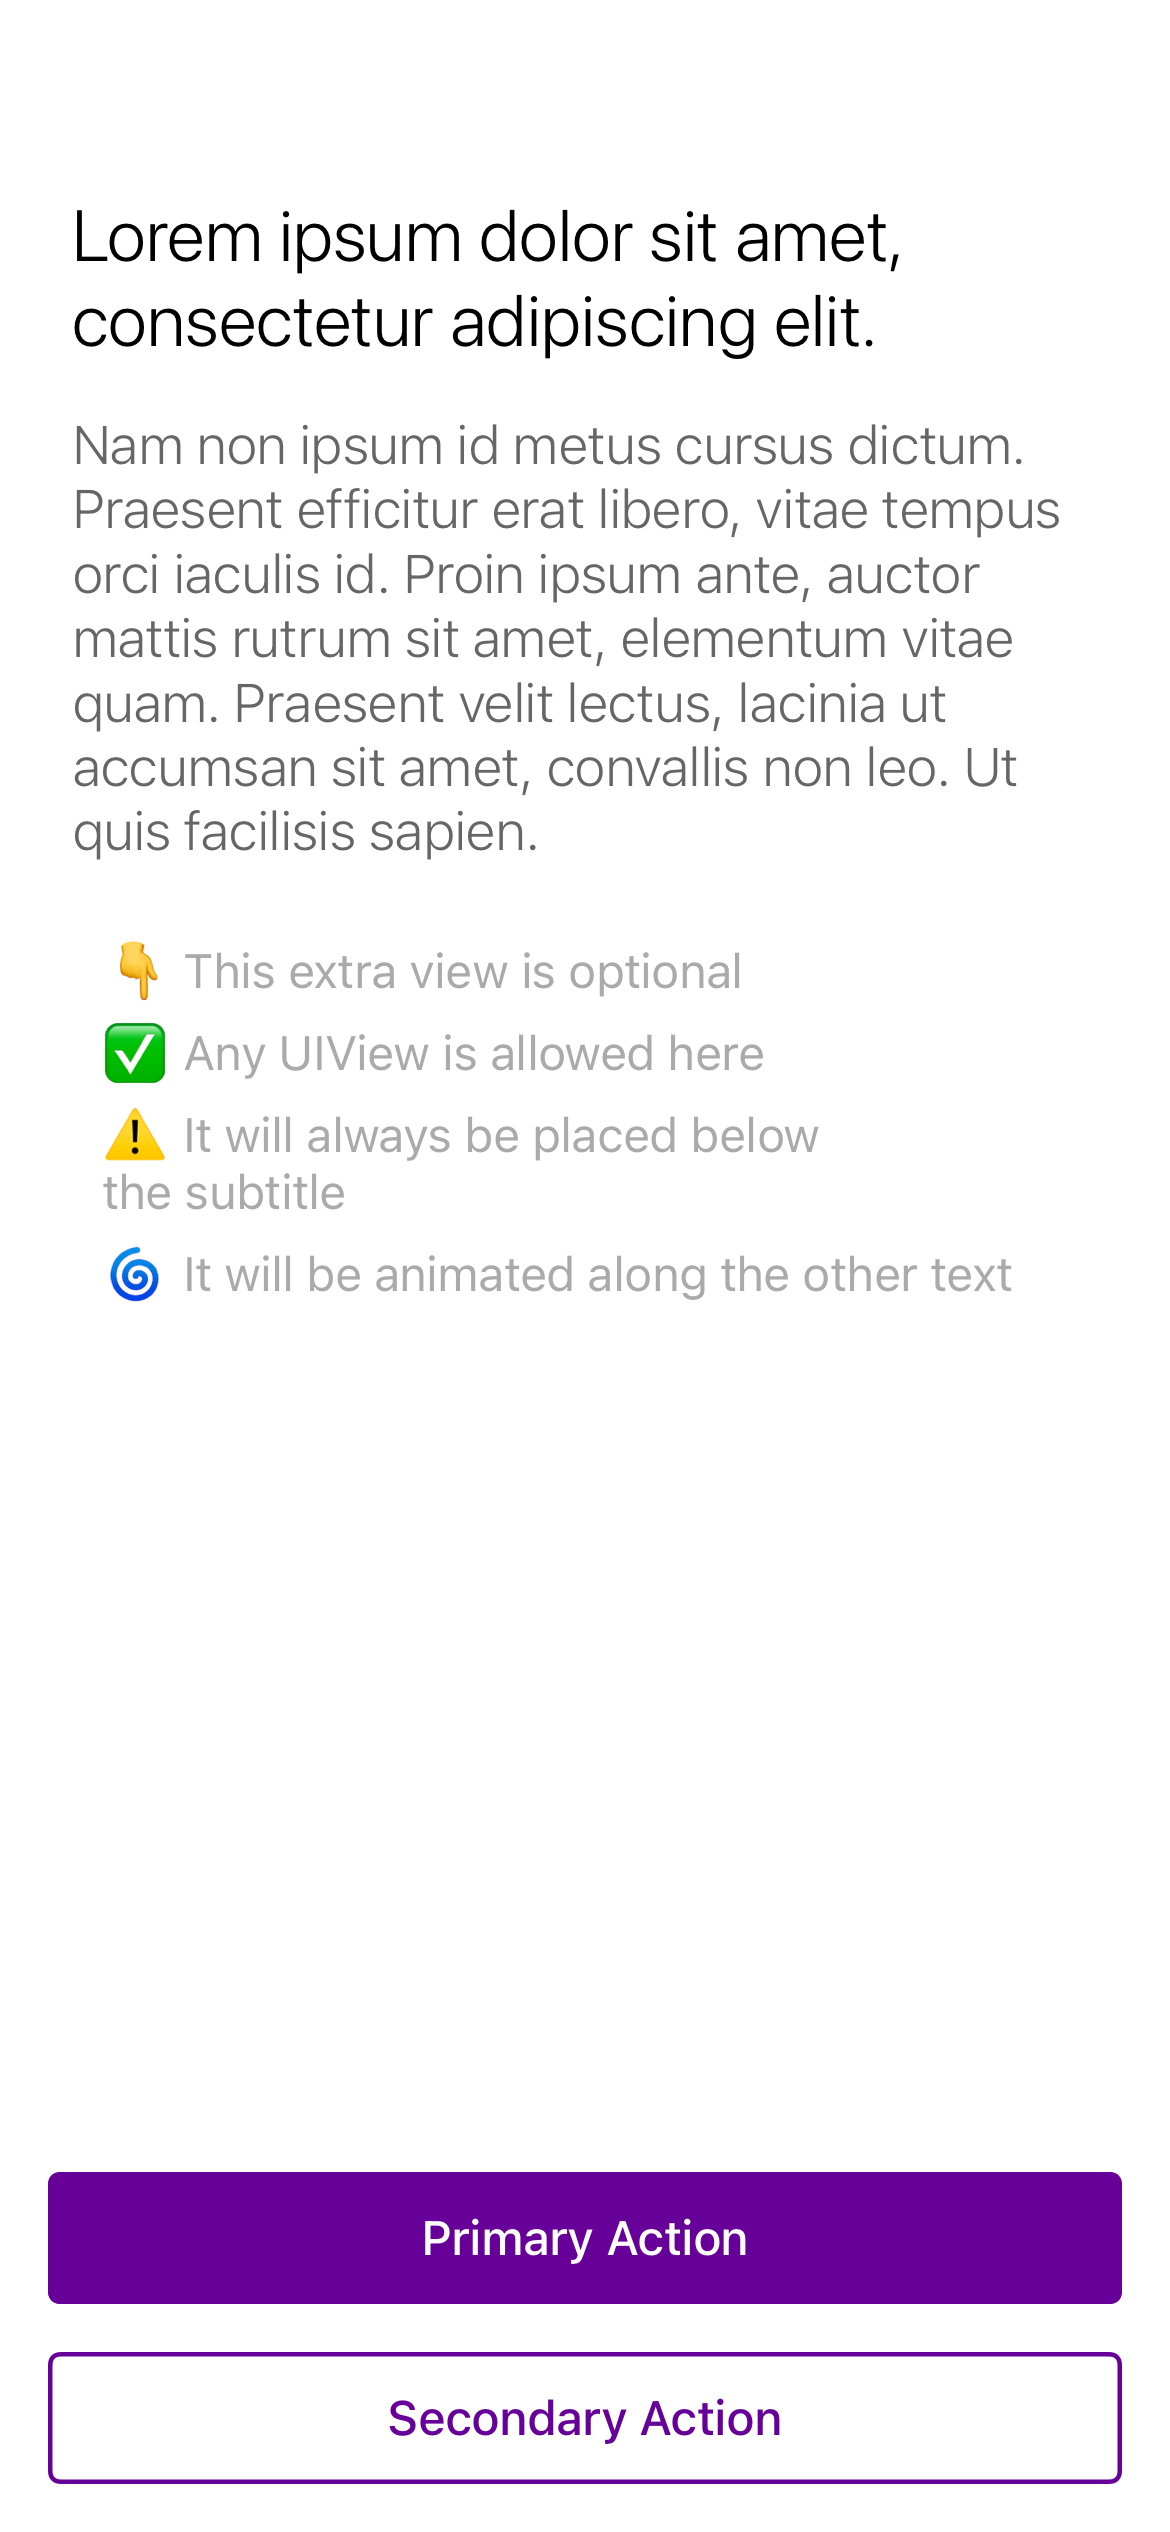 Lorem ipsum dolor sit amet,
consectetur adipiscing elit.
Nam non ipsum id metus cursus dictum.
Praesent efficitur erat libero, vitae tempus
orci iaculis id. Proin ipsum ante, auctor
mattis rutrum sit amet, elementum vitae
quam. Praesent velit lectus, lacinia ut
accumsan sit amet, convallis non leo. Ut
quis facilisis sapien.
👇 This extra view is optional
✅ Any UIView is allowed here
⚠️ It will always be placed below
the subtitle
🌀 It will be animated along the other text
Primary Action
Secondary Action